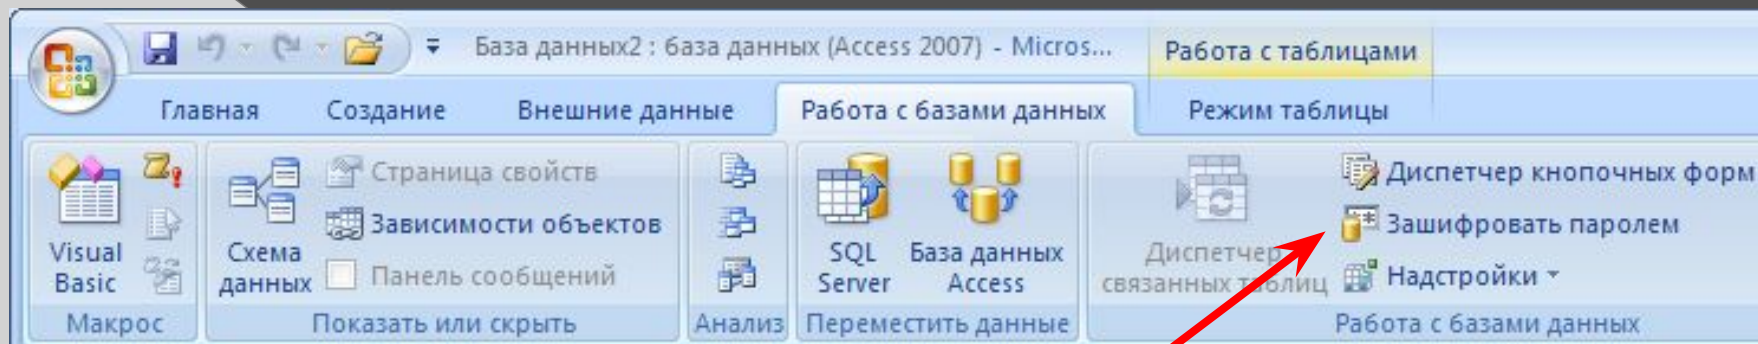 База данных2 : база данных (Access 2007) - Micros...
Работа с таблицами
Главная Создание Внешние данные Работа с базами данных Режим таблицы
Visual Basic
Макрос
Схема данных
Страница свойств
Зависимости объектов
Панель сообщений
Показать или скрыть
Анализ
SQL Server
База данных Access
Переместить данные
Диспетчер связанных таблиц
Диспетчер кнопочных форм
Зашифровать паролем
Надстройки
Работа с базами данных